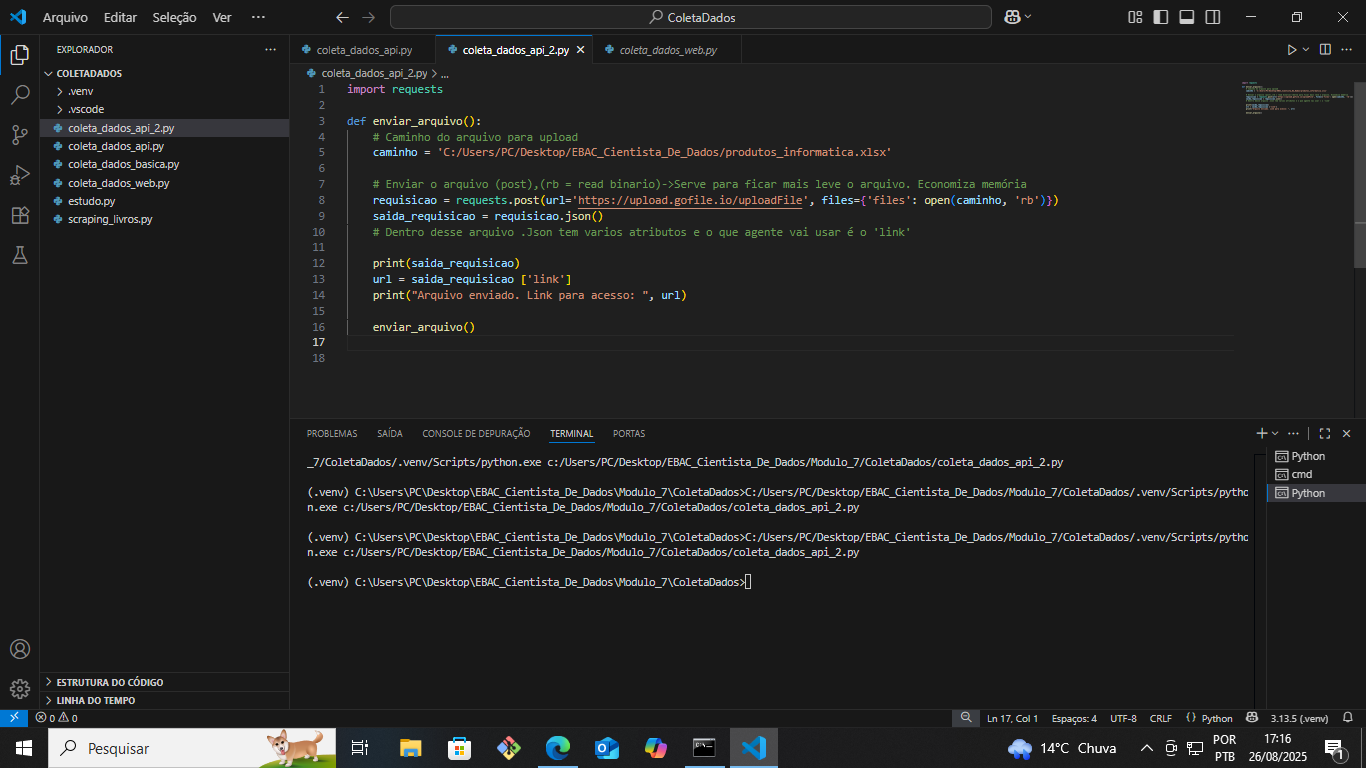 Arquivo Editar Seleção Ver ··· ColetaDados
EXPLORADOR ···
coleta_dados_api.py coleta_dados_api_2.py coleta_dados_web.py
COLETADADOS
.venv
.vscode
coleta_dados_api_2.py
coleta_dados_api.py
coleta_dados_basica.py
coleta_dados_web.py
estudo.py
scraping_livros.py
coleta_dados_api_2.py > ...
1 import requests
2
3 def enviar_arquivo():
4 # Caminho do arquivo para upload
5 caminho = 'C:/Users/PC/Desktop/EBAC_Cientista_De_Dados/produtos_informatica.xlsx'
6
7 # Enviar o arquivo (post),(rb = read binario)->Serve para ficar mais leve o arquivo. Economiza memória
8 requisicao = requests.post(url='https://upload.gofile.io/uploadFile', files={'files': open(caminho, 'rb')})
9 saida_requisicao = requisicao.json()
10 # Dentro desse arquivo .Json tem varios atributos e o que agente vai usar é o 'link'
11
12 print(saida_requisicao)
13 url = saida_requisicao ['link']
14 print("Arquivo enviado. Link para acesso: ", url)
15
16 enviar_arquivo()
17
18
PROBLEMAS SAÍDA CONSOLE DE DEPURAÇÃO TERMINAL PORTAS
_7/ColetaDados/.venv/Scripts/python.exe c:/Users/PC/Desktop/EBAC_Cientista_De_Dados/Modulo_7/ColetaDados/coleta_dados_api_2.py
(.venv) C:\Users\PC\Desktop\EBAC_Cientista_De_Dados\Modulo_7\ColetaDados>C:/Users/PC/Desktop/EBAC_Cientista_De_Dados/Modulo_7/ColetaDados/.venv/Scripts/pytho
n.exe c:/Users/PC/Desktop/EBAC_Cientista_De_Dados/Modulo_7/ColetaDados/coleta_dados_api_2.py
(.venv) C:\Users\PC\Desktop\EBAC_Cientista_De_Dados\Modulo_7\ColetaDados>C:/Users/PC/Desktop/EBAC_Cientista_De_Dados/Modulo_7/ColetaDados/.venv/Scripts/pytho
n.exe c:/Users/PC/Desktop/EBAC_Cientista_De_Dados/Modulo_7/ColetaDados/coleta_dados_api_2.py
(.venv) C:\Users\PC\Desktop\EBAC_Cientista_De_Dados\Modulo_7\ColetaDados>
Python
cmd
Python
ESTRUTURA DO CÓDIGO
LINHA DO TEMPO
0 0 Ln 17, Col 1 Espaços: 4 UTF-8 CRLF {} Python 3.13.5 (.venv)
Pesquisar 14°C Chuva POR 17:16
PTB 26/08/2025 1